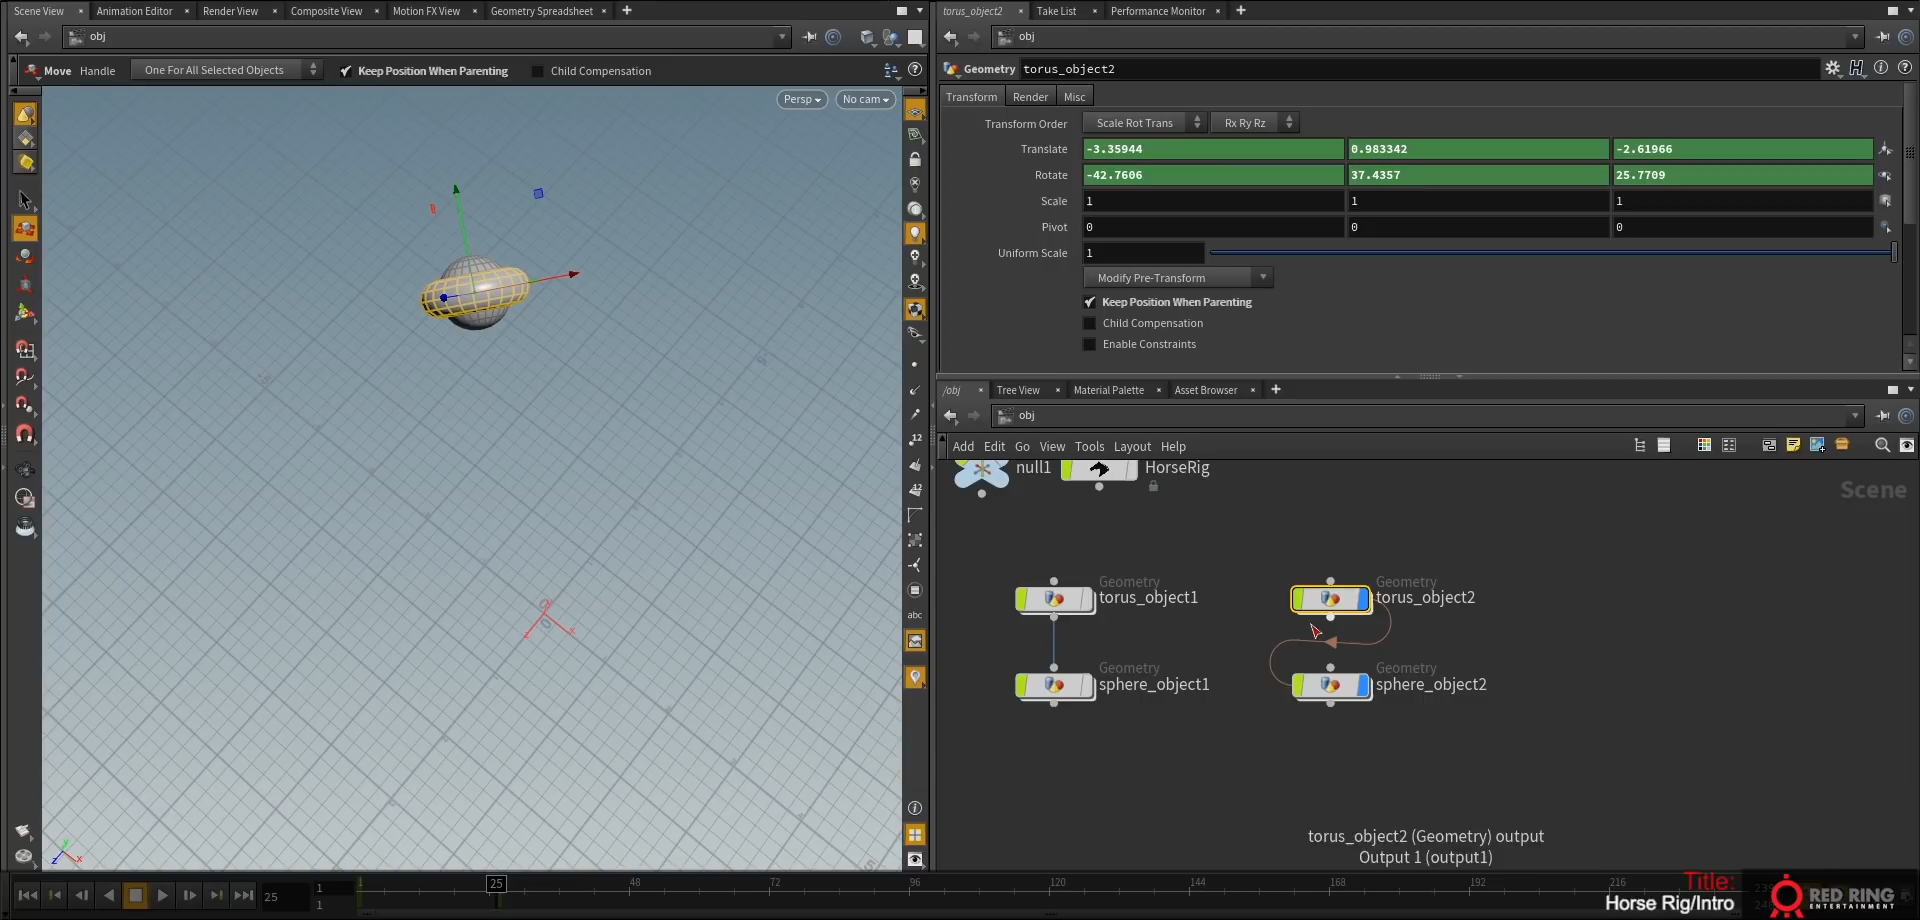 Scene View
Animation Editor
Render View
Composite View
Motion FX View
Geometry Spreadsheet
obj
Move Handle One For All Selected Objects Keep Position When Parenting Child Compensation
Persp
No cam
torus_object2
Take List
Performance Monitor
obj
Geometry torus_object2
Transform Render Misc
Transform Order Scale Rot Trans Rx Ry Rz
Translate -3.35944 0.983342 -2.61966
Rotate -42.7606 37.4357 25.7709
Scale 1 1 1
Pivot 0 0 0
Uniform Scale 1
Modify Pre-Transform
Keep Position When Parenting
Child Compensation
Enable Constraints
/obj
Tree View
Material Palette
Asset Browser
obj
Add Edit Go View Tools Layout Help
null1
HorseRig
Scene
Geometry
torus_object1
Geometry
torus_object2
Geometry
sphere_object1
Geometry
sphere_object2
torus_object2 (Geometry) output
Output 1 (output1)
12
12
abc
0
0
z
x
y
z
x
25
1
1
1
25
48
72
96
120
144
168
192
216
Title:
Horse Rig/Intro
RED RING
ENTERTAINMENT